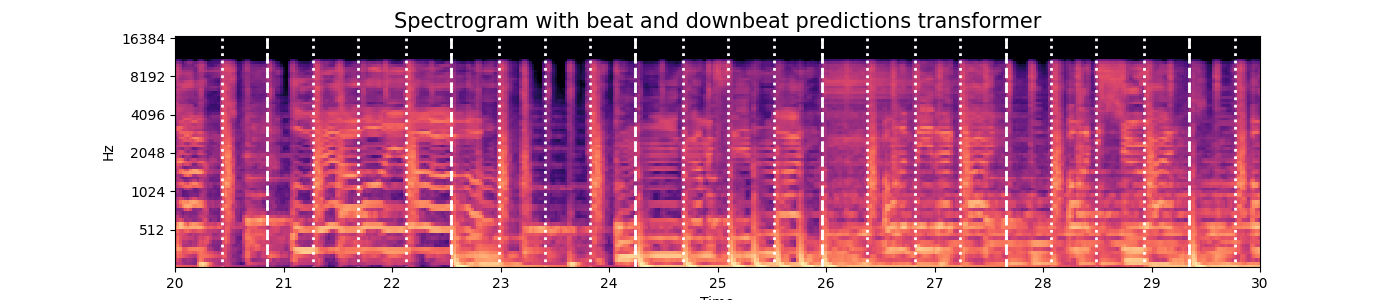 Spectrogram with beat and downbeat predictions transformer
16384
8192
4096
2048
1024
512
Hz
20 21 22 23 24 25 26 27 28 29 30
Time